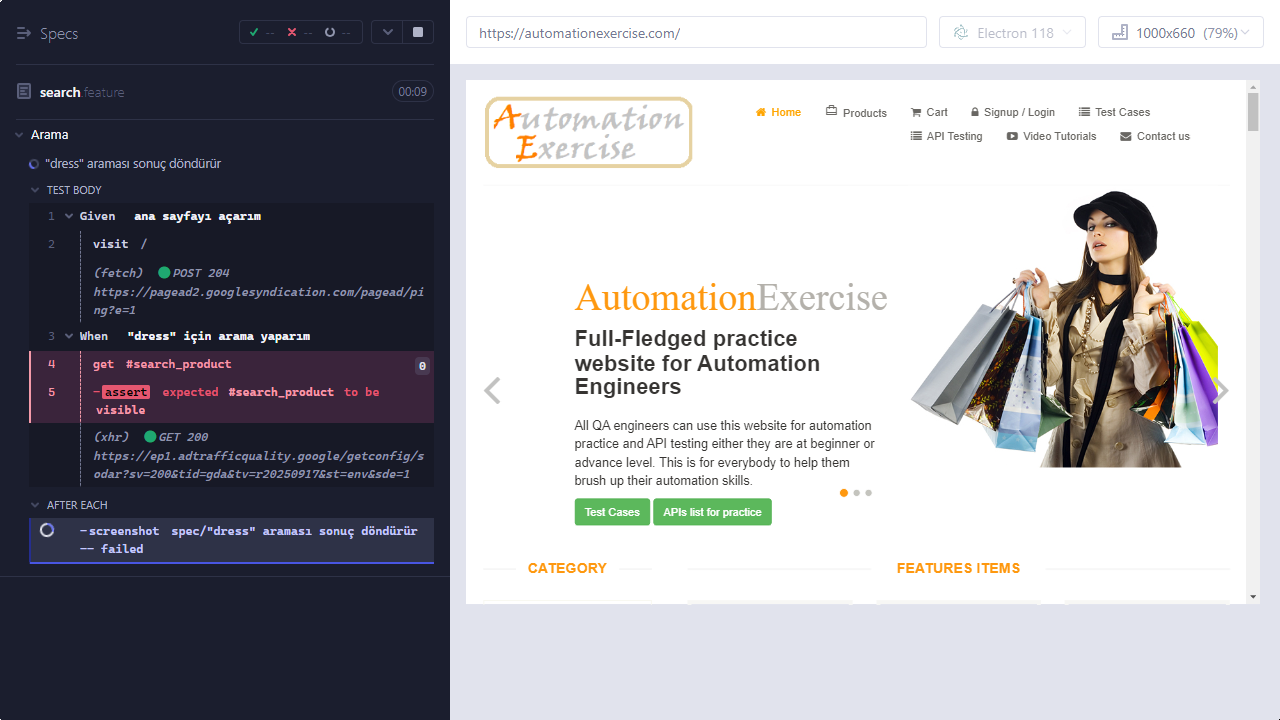 Specs
-- -- --
search.feature
00:09
Arama
"dress" araması sonuç döndürür
TEST BODY
1 Given ana sayfayı açarım
2 visit /
(fetch) POST 204
https://pagead2.googlesyndication.com/pagead/pi
ng?e=1
3 When "dress" için arama yaparım
4 get #search_product 0
5 -assert expected #search_product to be
visible
(xhr) GET 200
https://ep1.adtrafficquality.google/getconfig/s
odar?sv=200&tid=gda&tv=r20250917&st=env&sde=1
AFTER EACH
-screenshot spec/"dress" araması sonuç döndürür
-- failed
https://automationexercise.com/
Electron 118
1000x660 (79%)
Automation
Exercise
Home Products Cart Signup / Login Test Cases
API Testing Video Tutorials Contact us
AutomationExercise
Full-Fledged practice
website for Automation
Engineers
All QA engineers can use this website for automation
practice and API testing either they are at beginner or
advance level. This is for everybody to help them
brush up their automation skills.
Test Cases APIs list for practice
CATEGORY
FEATURES ITEMS